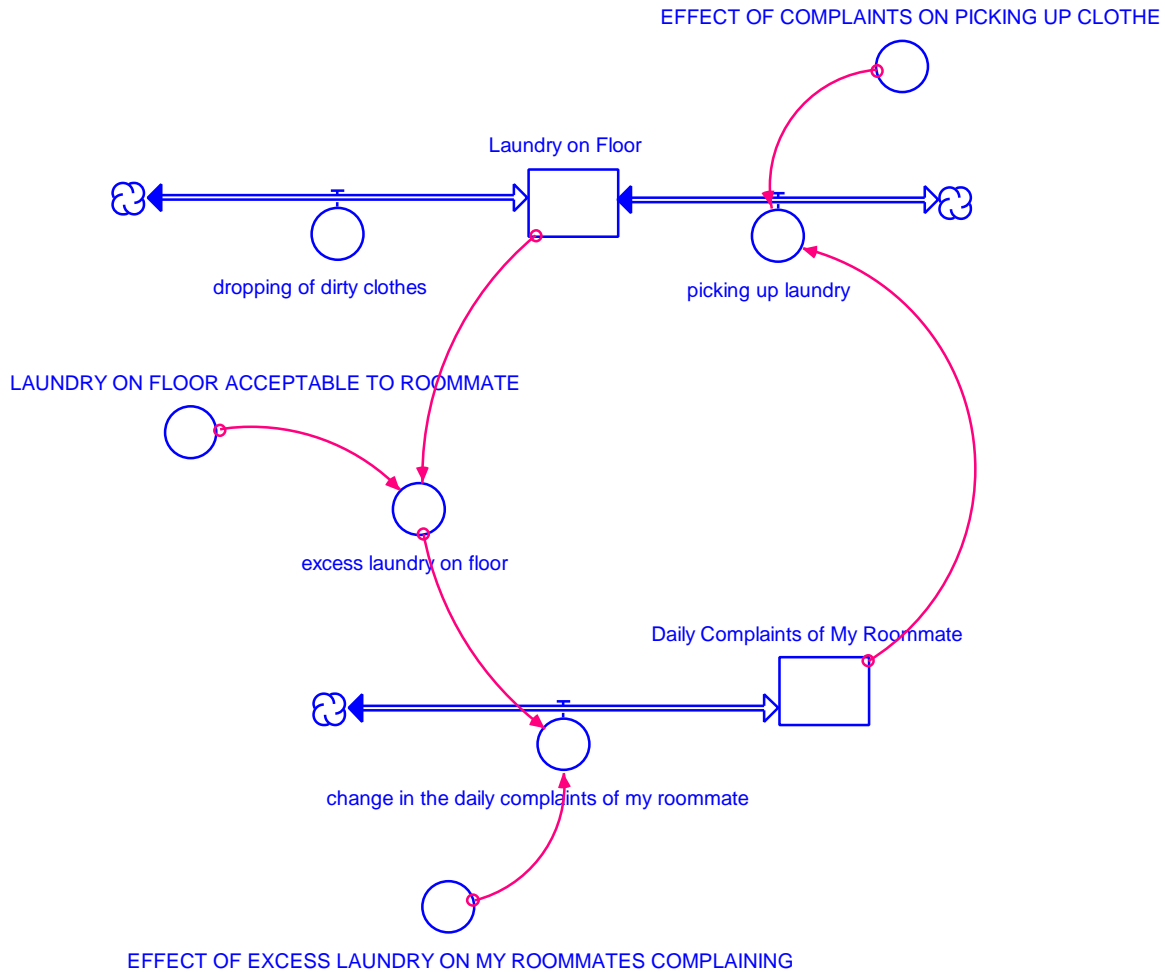 EFFECT OF COMPLAINTS ON PICKING UP CLOTHE
Laundry on Floor
dropping of dirty clothes
picking up laundry
LAUNDRY ON FLOOR ACCEPTABLE TO ROOMMATE
excess laundry on floor
Daily Complaints of My Roommate
change in the daily complaints of my roommate
EFFECT OF EXCESS LAUNDRY ON MY ROOMMATES COMPLAINING